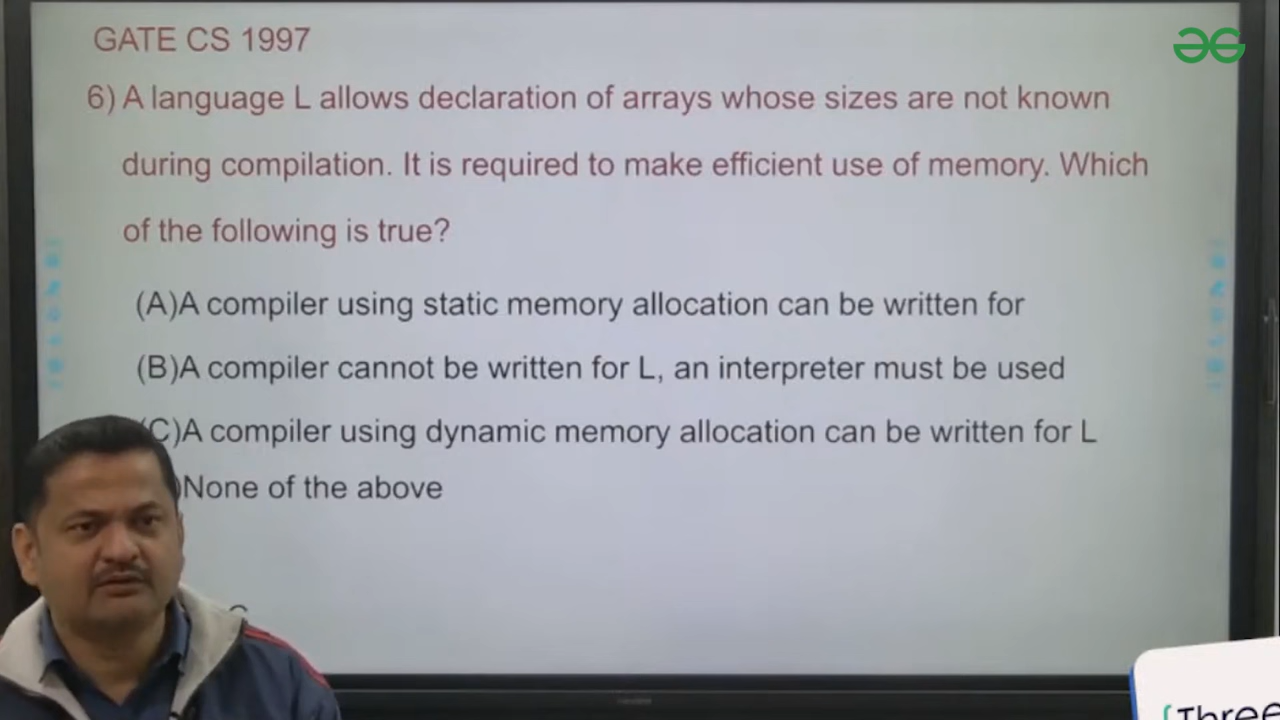 GATE CS 1997
6) A language L allows declaration of arrays whose sizes are not known
during compilation. It is required to make efficient use of memory. Which
of the following is true?
(A)A compiler using static memory allocation can be written for
(B)A compiler cannot be written for L, an interpreter must be used
(C)A compiler using dynamic memory allocation can be written for L
)None of the above
{Three